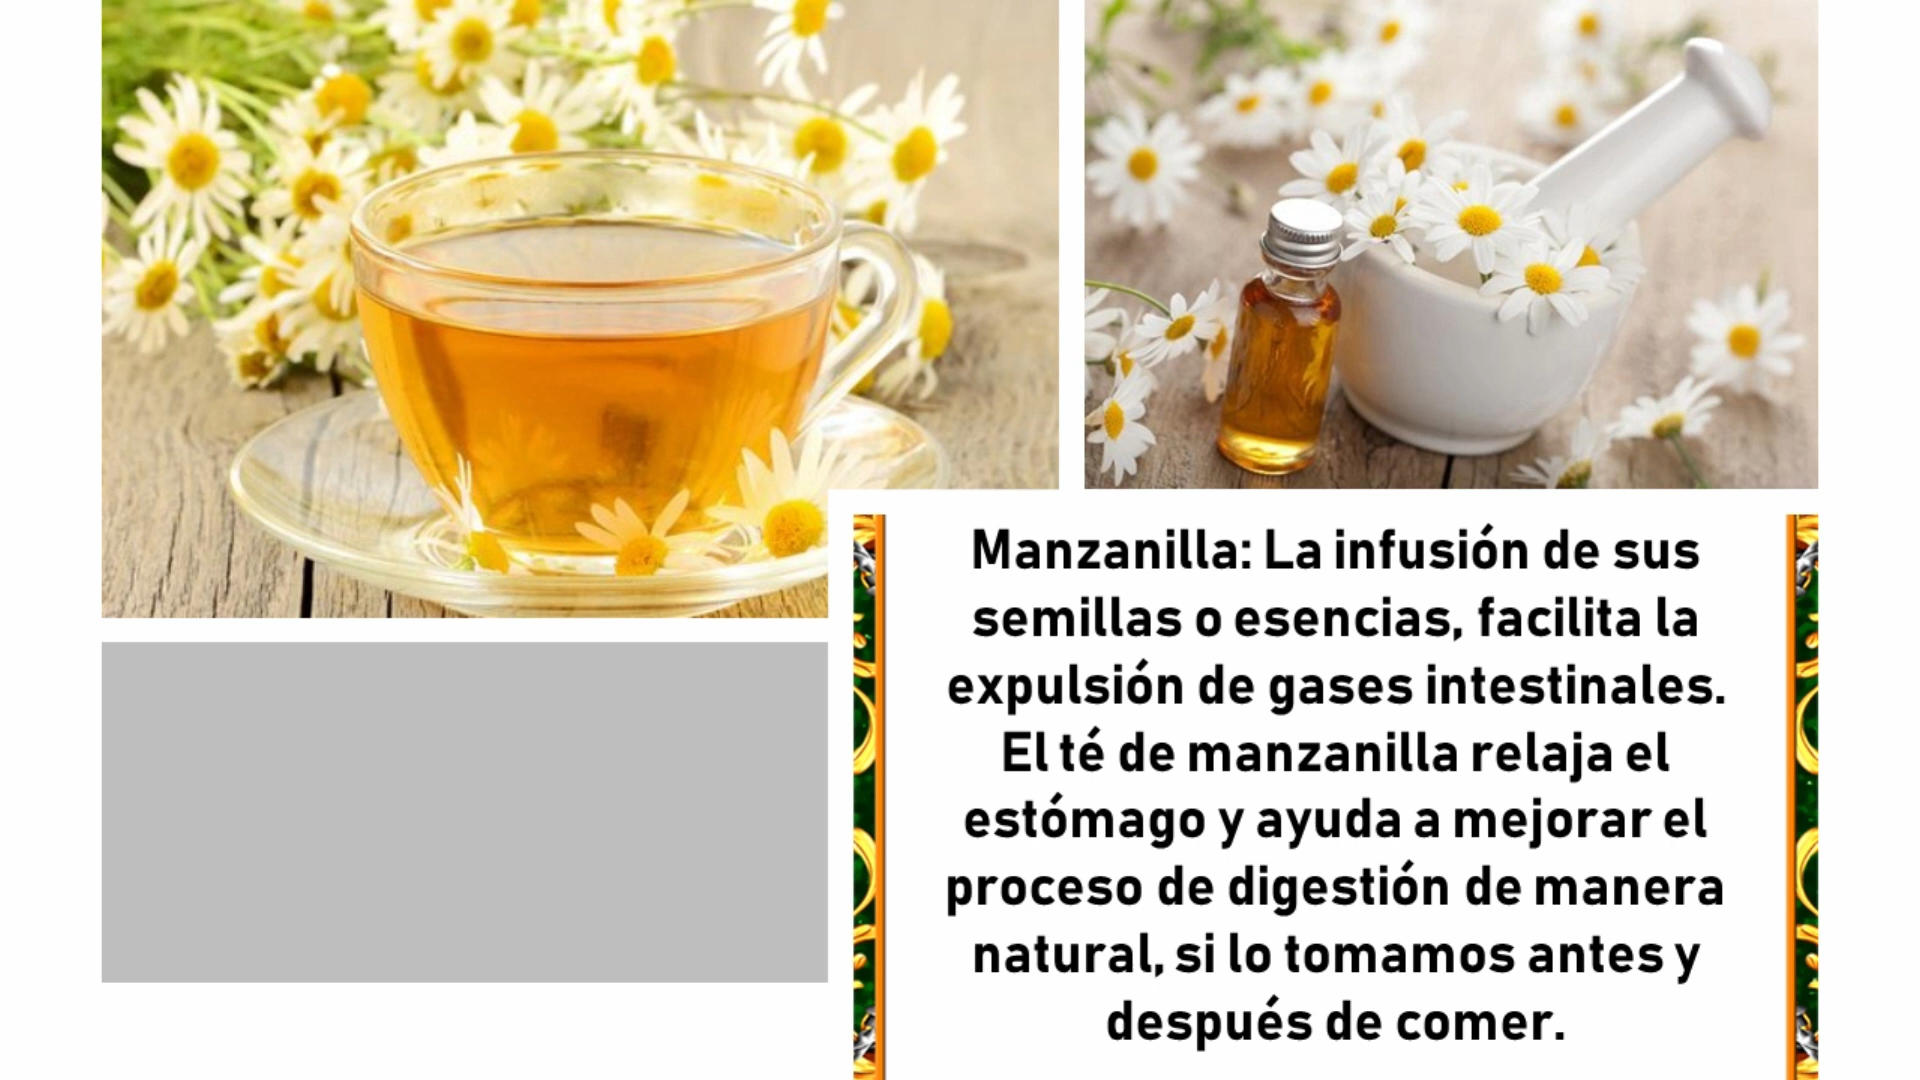 Manzanilla: La infusión de sus
semillas o esencias, facilita la
expulsión de gases intestinales.
El té de manzanilla relaja el
estómago y ayuda a mejorar el
proceso de digestión de manera
natural, si lo tomamos antes y
después de comer.